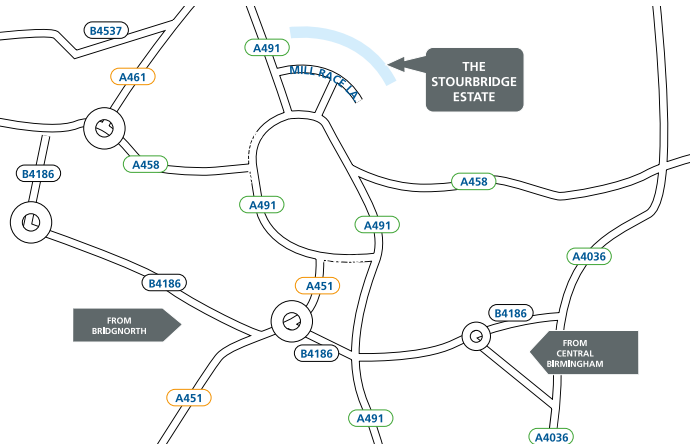 B4537
A491
THE
STOURBRIDGE
ESTATE
MILL RACE LA
A461
A458
B4186
A458
A491
A491
A4036
B4186
A451
B4186
FROM
BRIDGNORTH
B4186
FROM
CENTRAL
BIRMINGHAM
A451
A491
A4036